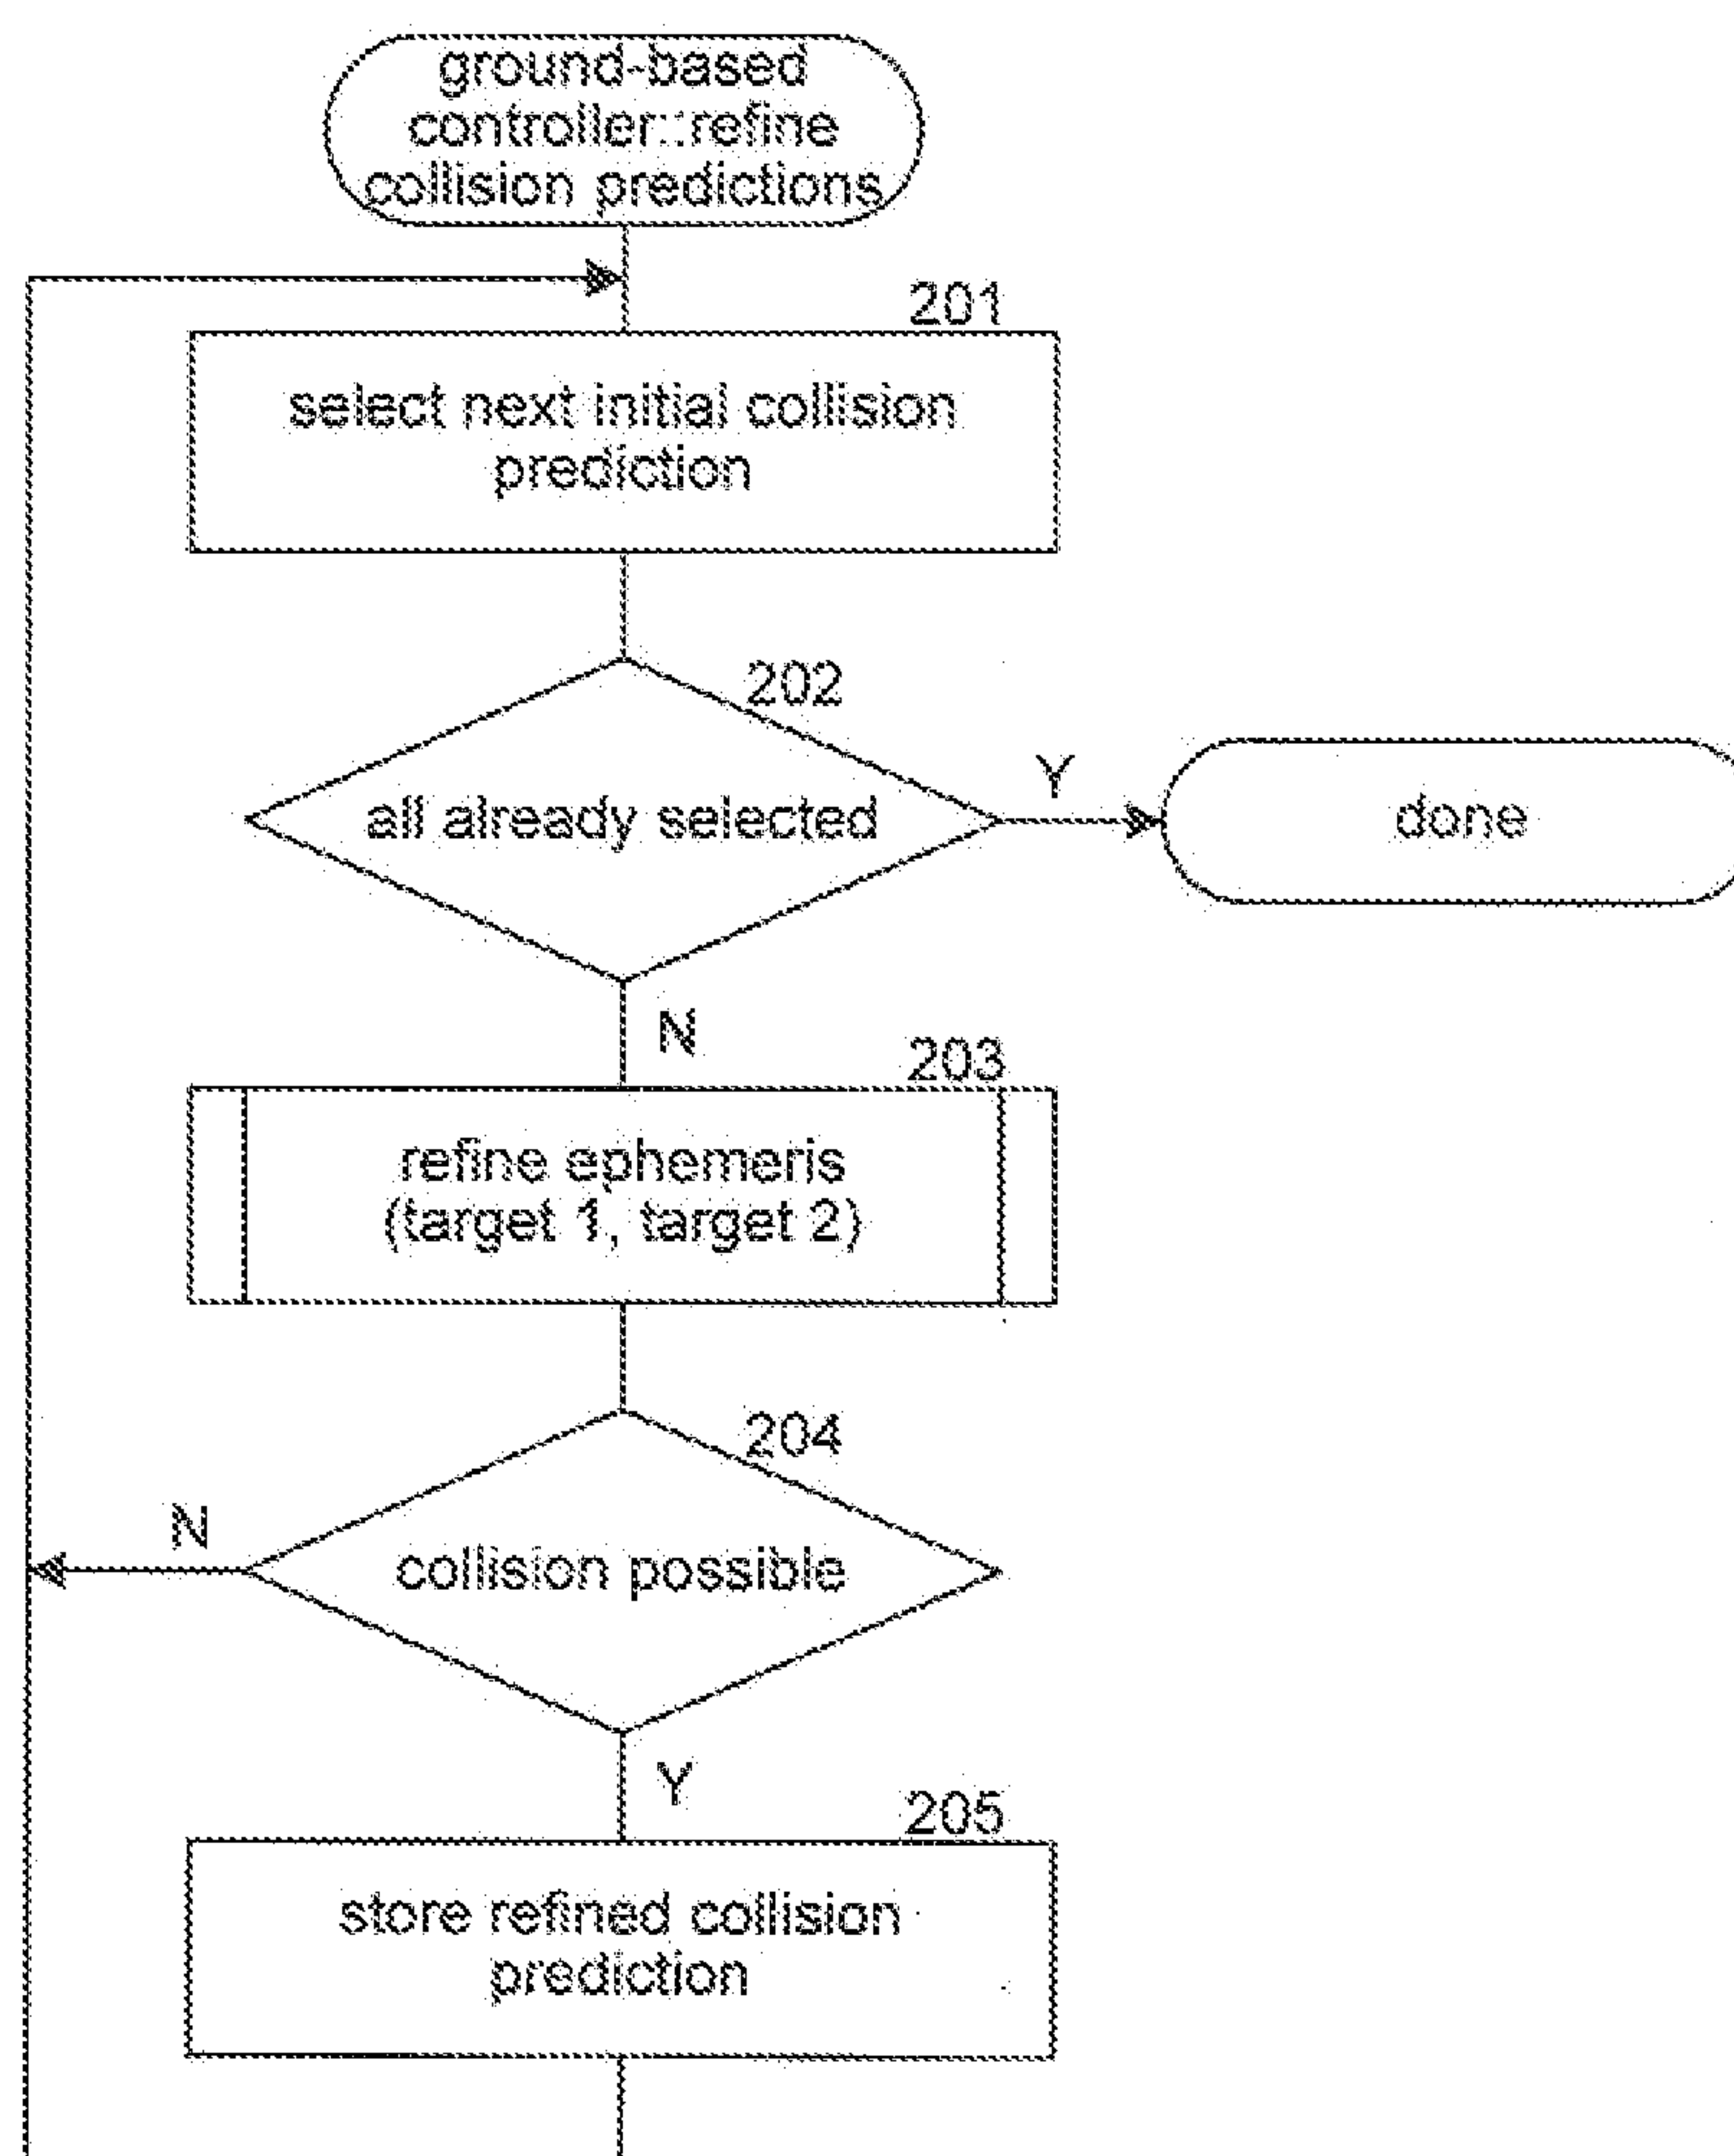 ground-based
controller::refine
collision predictions
201
select next initial collision
prediction
202
all already selected
Y
done
N
203
refine ephemeris
(target 1, target 2)
204
N
collision possible
Y
205
store refined collision
prediction